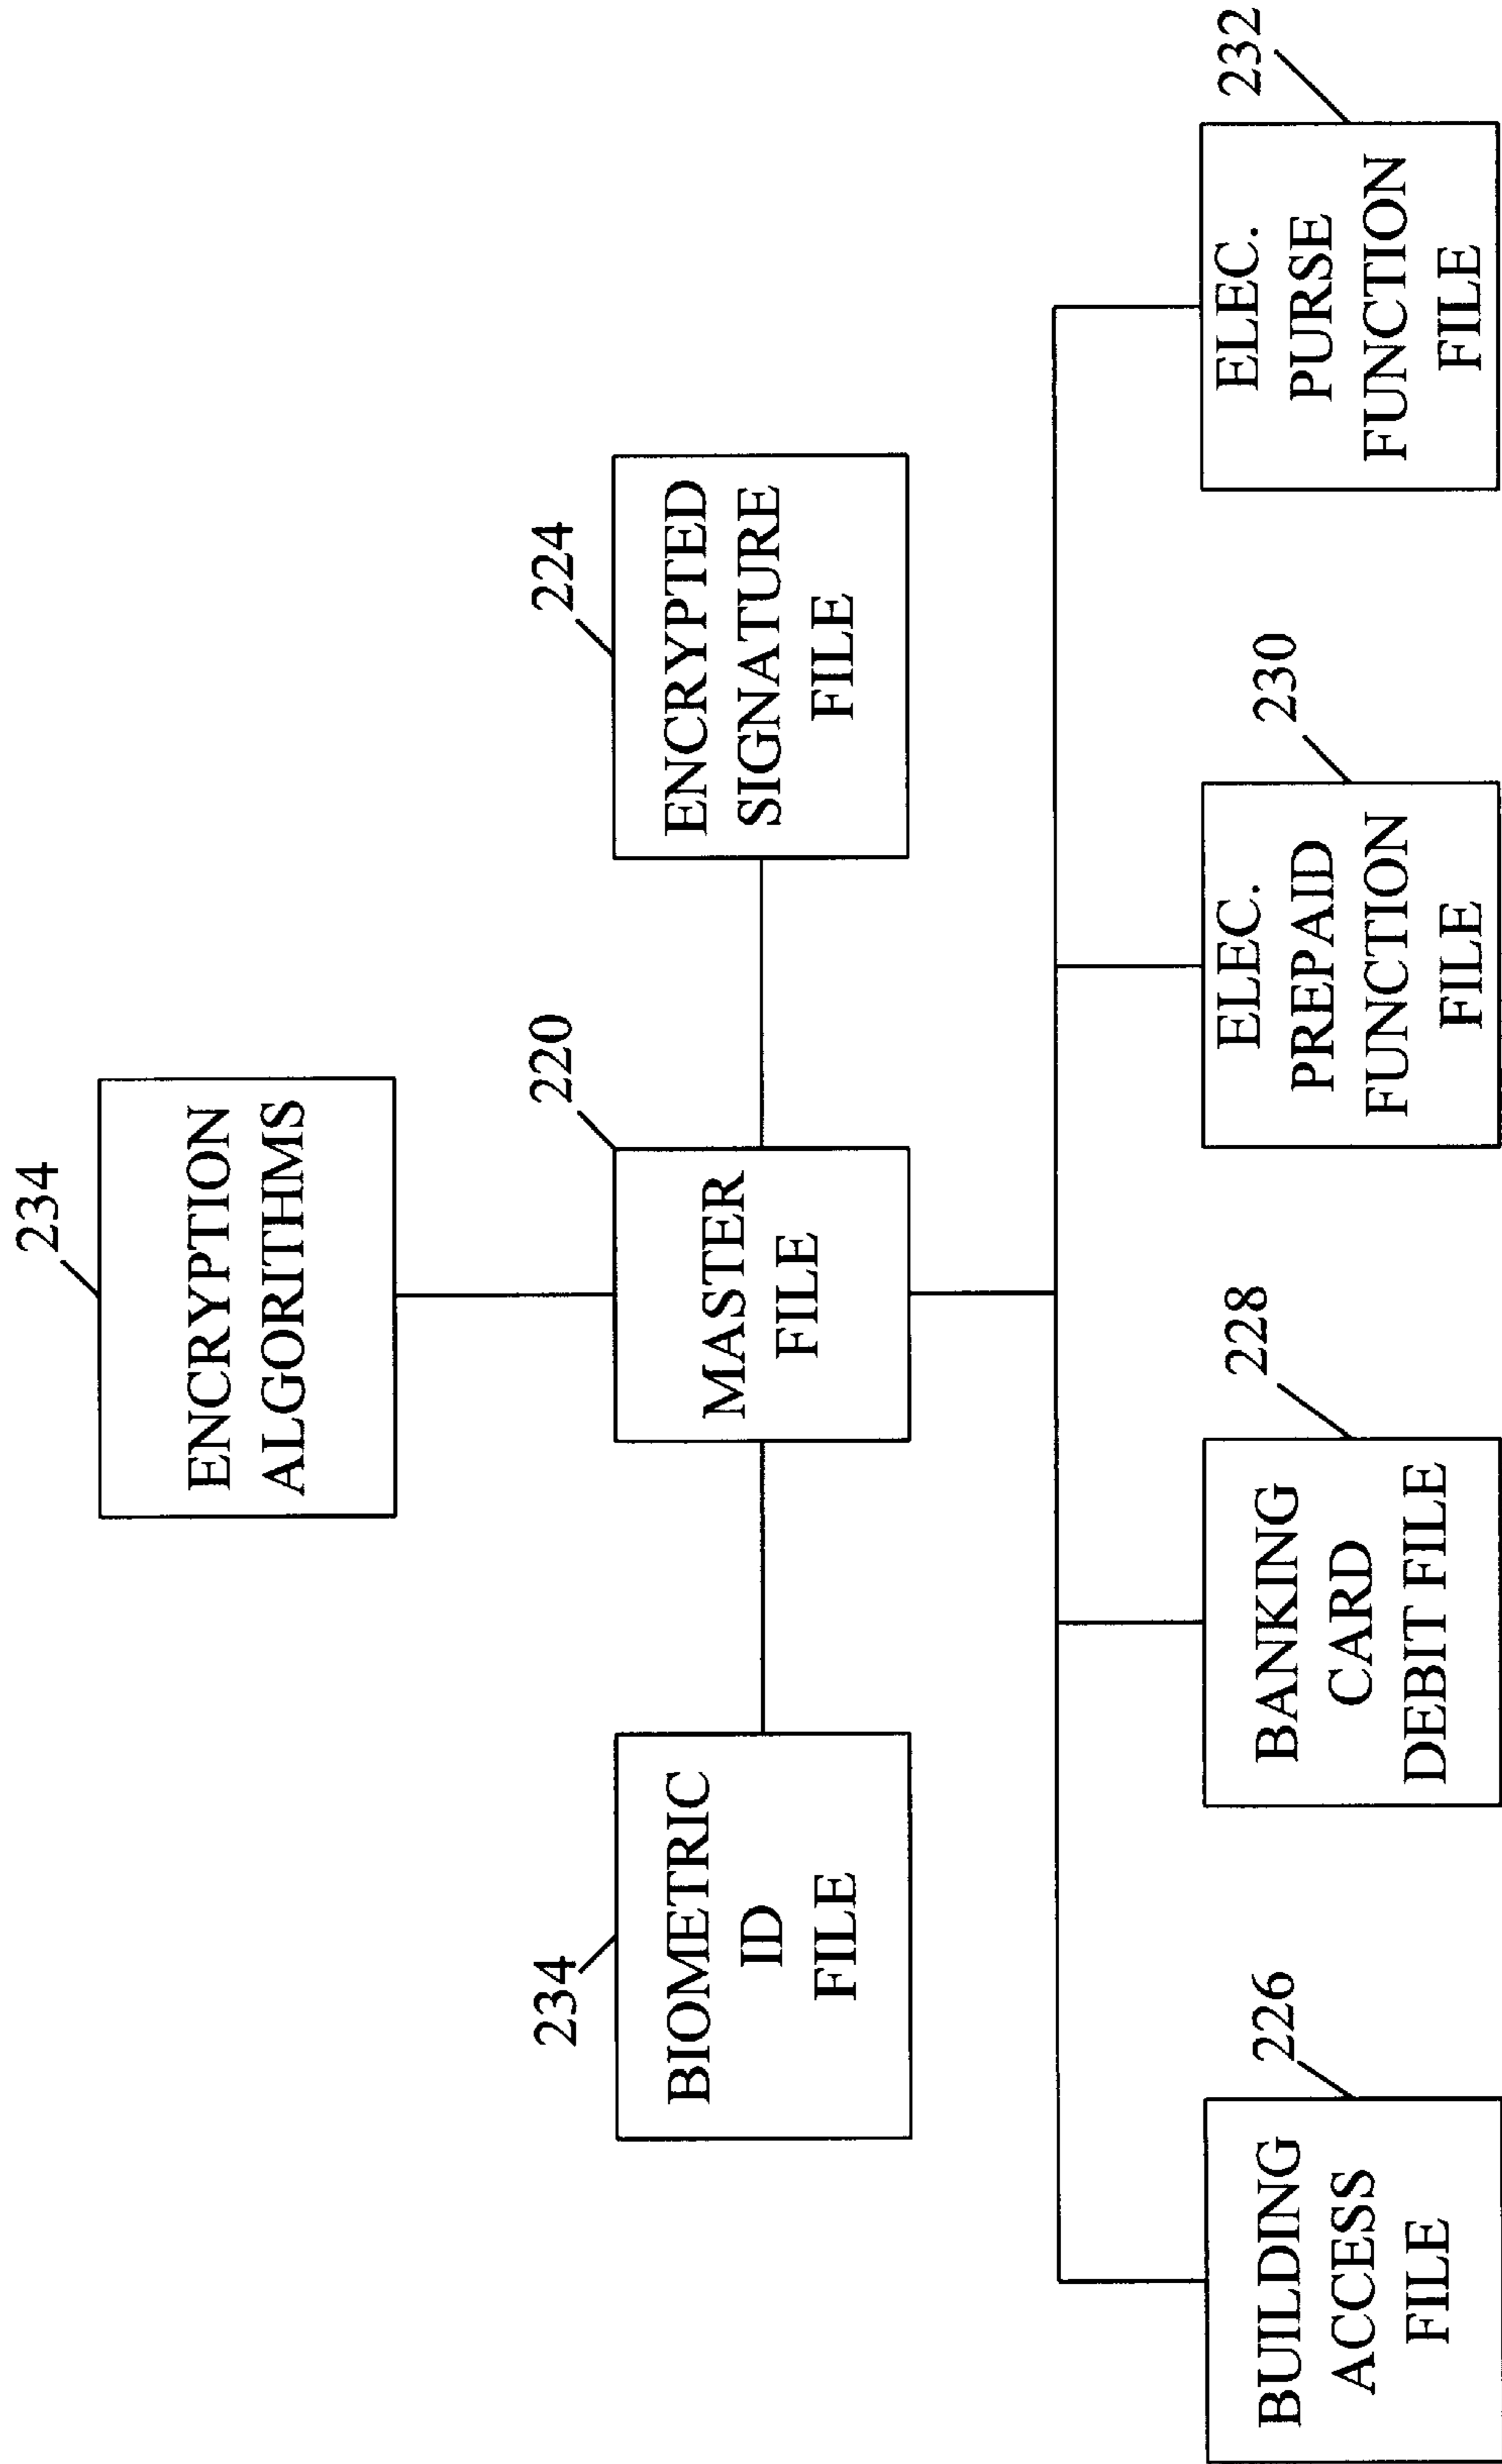 234
ENCRYPTION
ALGORITHMS
234
BIOMETRIC
ID
FILE
220
MASTER
FILE
224
ENCRYPTED
SIGNATURE
FILE
226
BUILDING
ACCESS
FILE
228
BANKING
CARD
DEBIT FILE
230
ELEC.
PREPAID
FUNCTION
FILE
232
ELEC.
PURSE
FUNCTION
FILE